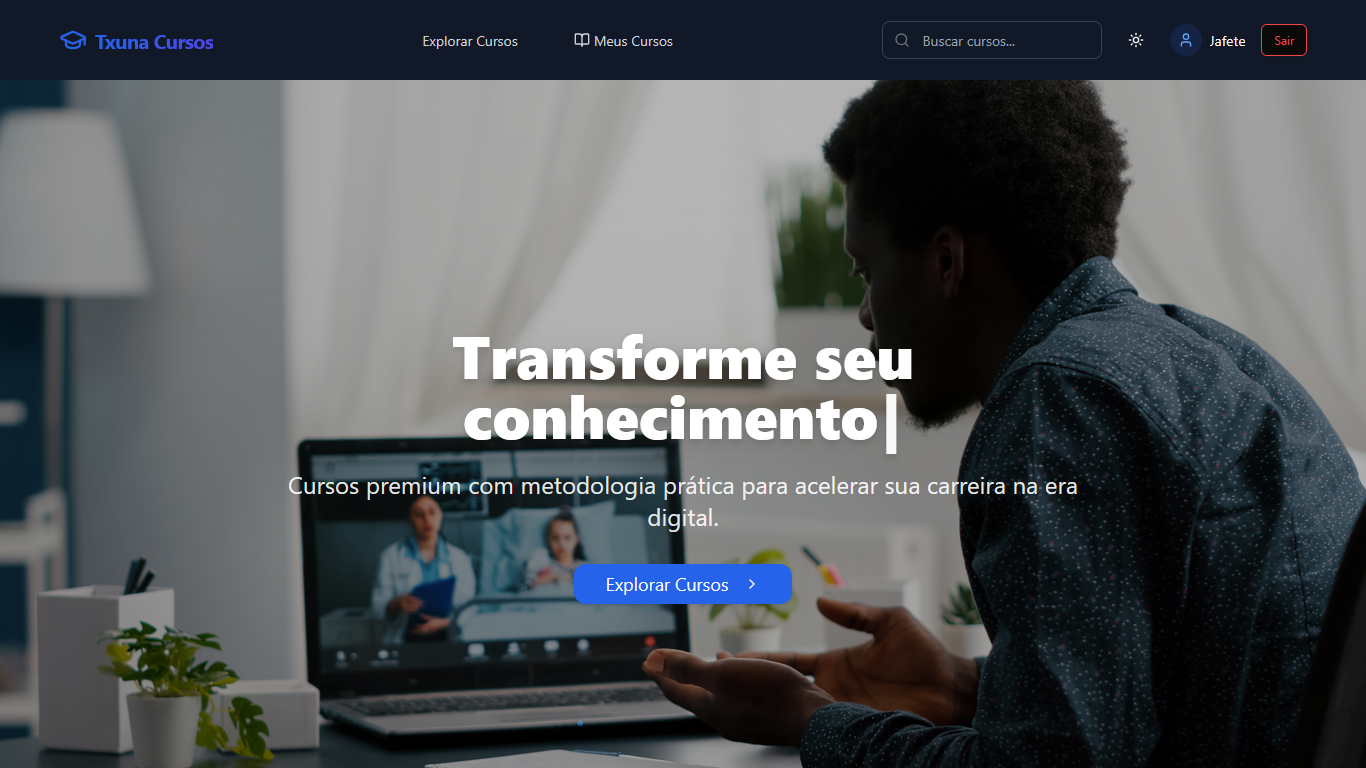 Txuna Cursos
Explorar Cursos
Meus Cursos
Buscar cursos...
Jafete
Sair
Transforme seu
conhecimento|
Cursos premium com metodologia prática para acelerar sua carreira na era
digital.
Explorar Cursos